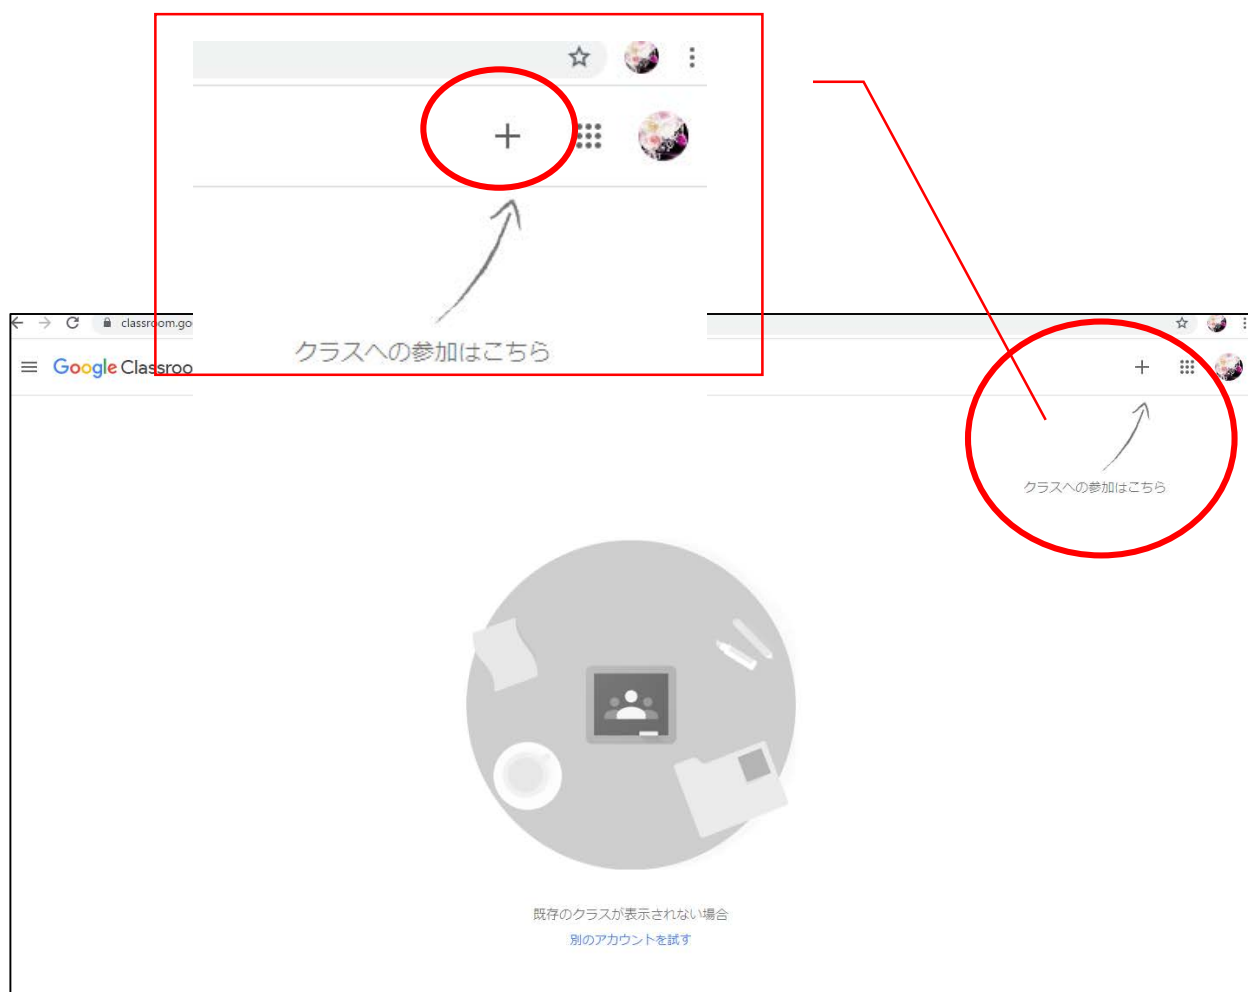 クラスへの参加はこちら
classroom.go
Google Classroo
クラスへの参加はこちら
既存のクラスが表示されない場合
別のアカウントを試す